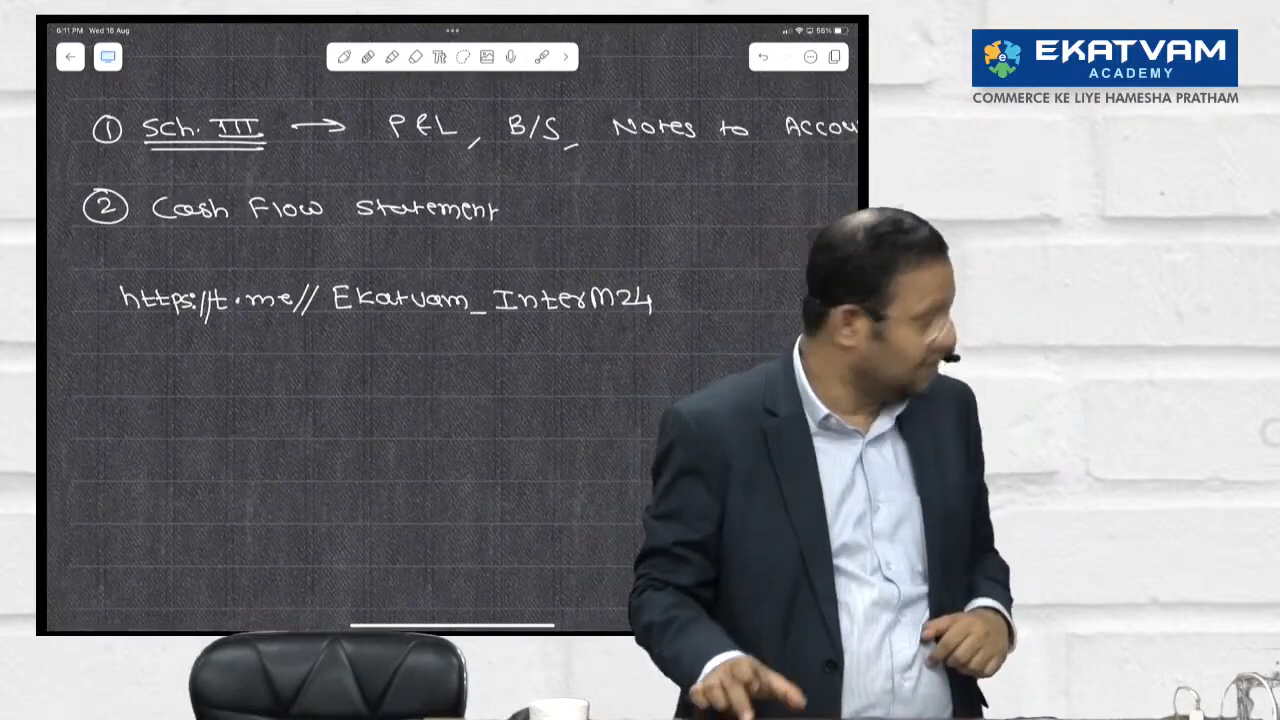 6:11 PM Wed 16 Aug
55%
① Sch. III → P&L, B/S, Notes to Accou
② Cash Flow Statement
https://t.me// Ekatvam_InterM24
EKATVAM
ACADEMY
COMMERCE KE LIYE HAMESHA PRATHAM